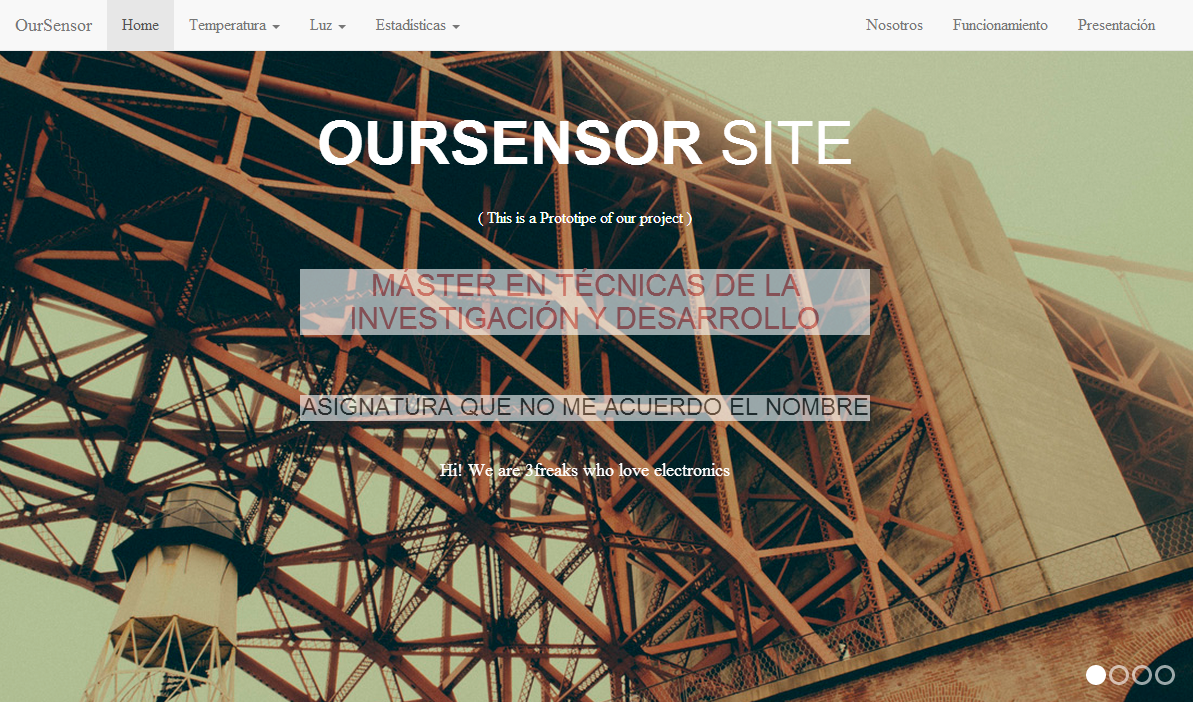 OurSensor Home Temperatura Luz Estadisticas Nosotros Funcionamiento Presentación
OURSENSOR SITE
( This is a Prototipe of our project )
MÁSTER EN TÉCNICAS DE LA
INVESTIGACIÓN Y DESARROLLO
ASIGNATURA QUE NO ME ACUERDO EL NOMBRE
Hi! We are 3freaks who love electronics